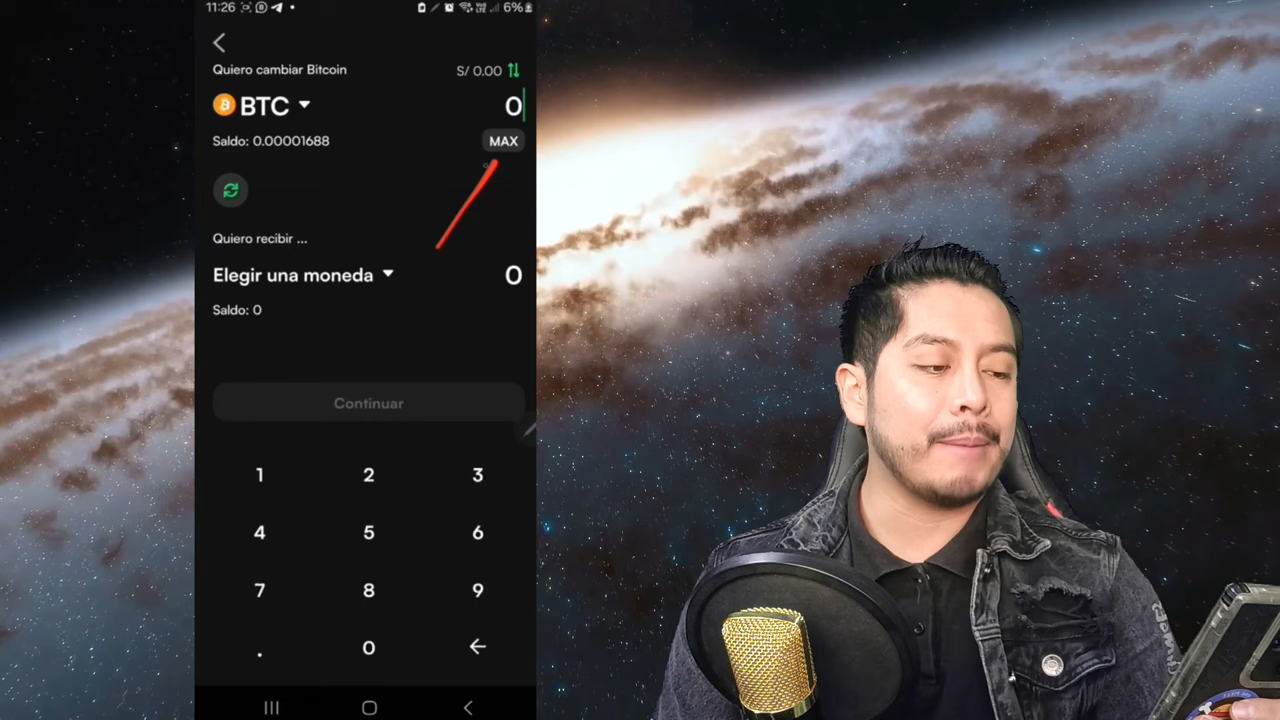 11:26
6%
Quiero cambiar Bitcoin
S/ 0.00
BTC
0
Saldo: 0.00001688
MAX
Quiero recibir ...
Elegir una moneda
0
Saldo: 0
Continuar
1 2 3
4 5 6
7 8 9
. 0